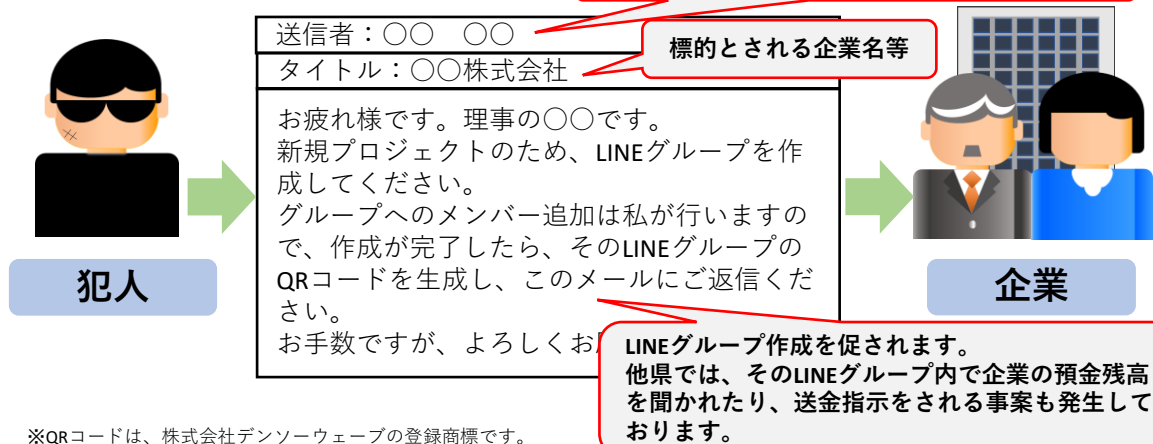 送信者：○○　○○
標的とされる企業名等
タイトル：○○株式会社
お疲れ様です。理事の○○です。
新規プロジェクトのため、LINEグループを作
成してください。
グループへのメンバー追加は私が行いますの
で、作成が完了したら、そのLINEグループの
QRコードを生成し、このメールにご返信くだ
さい。
お手数ですが、よろしくお
犯人
企業
LINEグループ作成を促されます。
他県では、そのLINEグループ内で企業の預金残高
を聞かれたり、送金指示をされる事案も発生して
おります。
※QRコードは、株式会社デンソーウェーブの登録商標です。